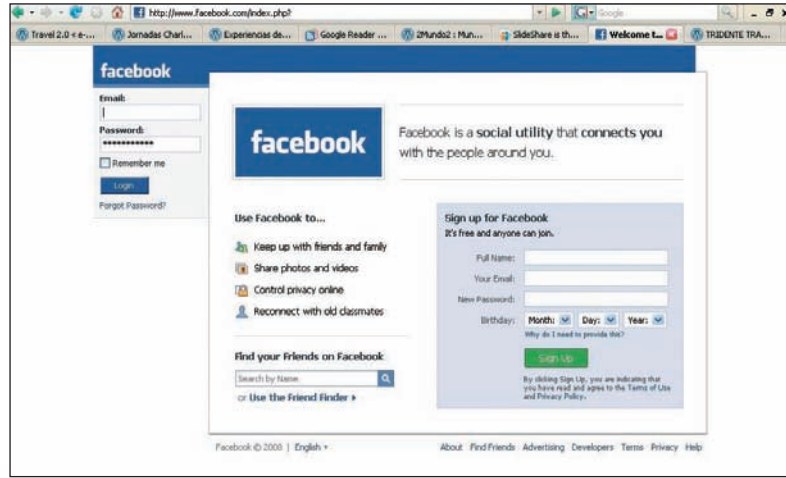 http://www.facebook.com/index.php?
Google
Travel 2.0 < e-...
Jornadas Charl...
Experiencias de...
Google Reader ...
2Mundo2 : Mun...
SlideShare is th...
Welcome t...
TRIDENTE TRA...
facebook
Email:
Password:
Remember me
Login
Forgot Password?
facebook
Facebook is a social utility that connects you
with the people around you.
Use Facebook to...
Keep up with friends and family
Share photos and videos
Control privacy online
Reconnect with old classmates
Find your Friends on Facebook
Search by Name
or Use the Friend Finder
Sign up for Facebook
It's free and anyone can join.
Full Name:
Your Email:
New Password:
Birthday: Month: Day: Year:
Why do I need to provide this?
Sign Up
By clicking Sign Up, you are indicating that
you have read and agree to the Terms of Use
and Privacy Policy.
Facebook © 2008 | English
About Find Friends Advertising Developers Terms Privacy Help